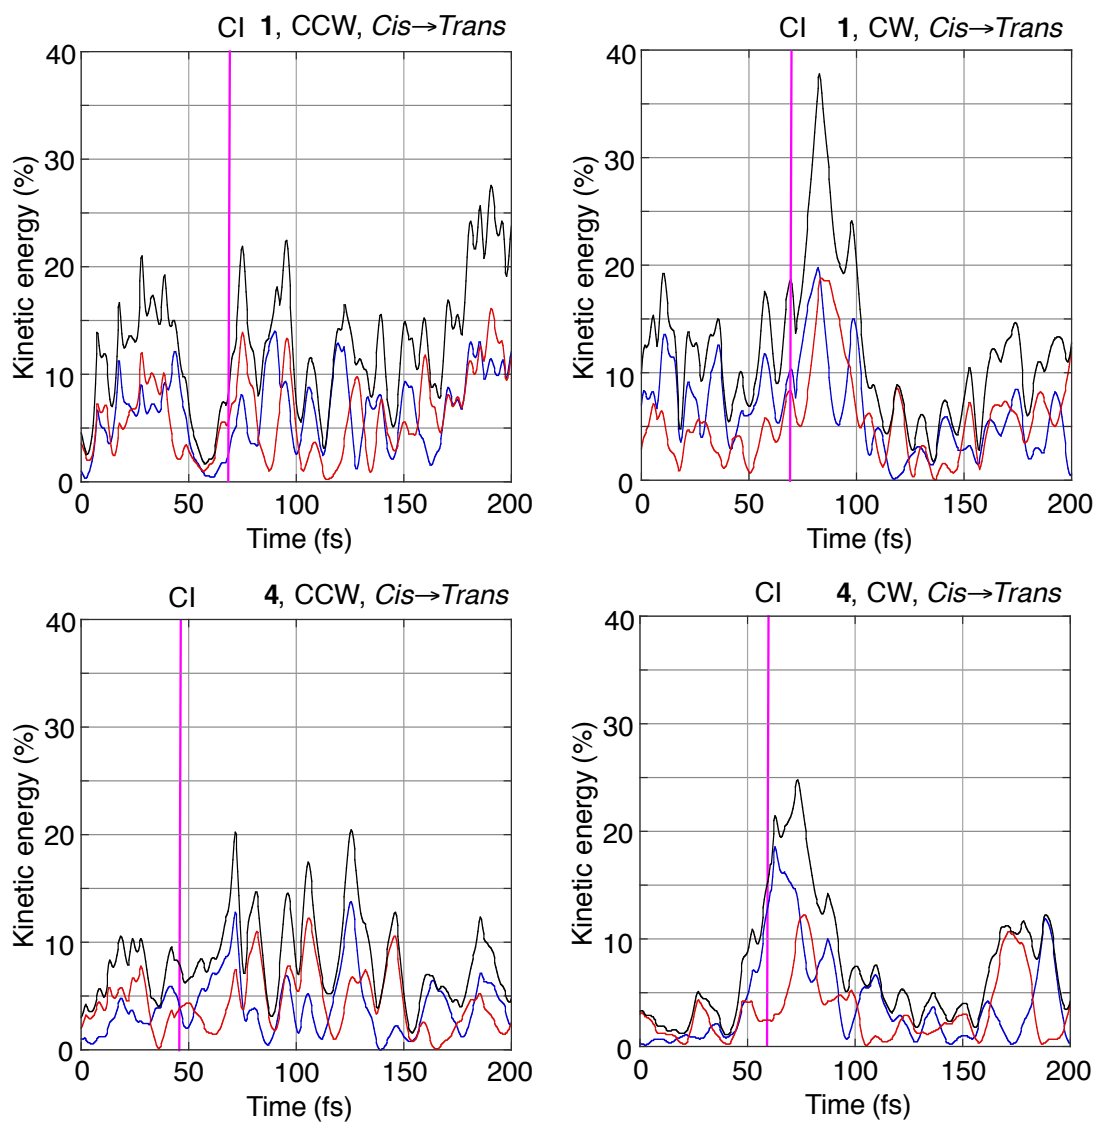 CI 1, CCW, Cis→Trans
40
30
20
10
0
Kinetic energy (%)
0 50 100 150 200
Time (fs)
CI 1, CW, Cis→Trans
40
30
20
10
0
Kinetic energy (%)
0 50 100 150 200
Time (fs)
CI 4, CCW, Cis→Trans
40
30
20
10
0
Kinetic energy (%)
0 50 100 150 200
Time (fs)
CI 4, CW, Cis→Trans
40
30
20
10
0
Kinetic energy (%)
0 50 100 150 200
Time (fs)